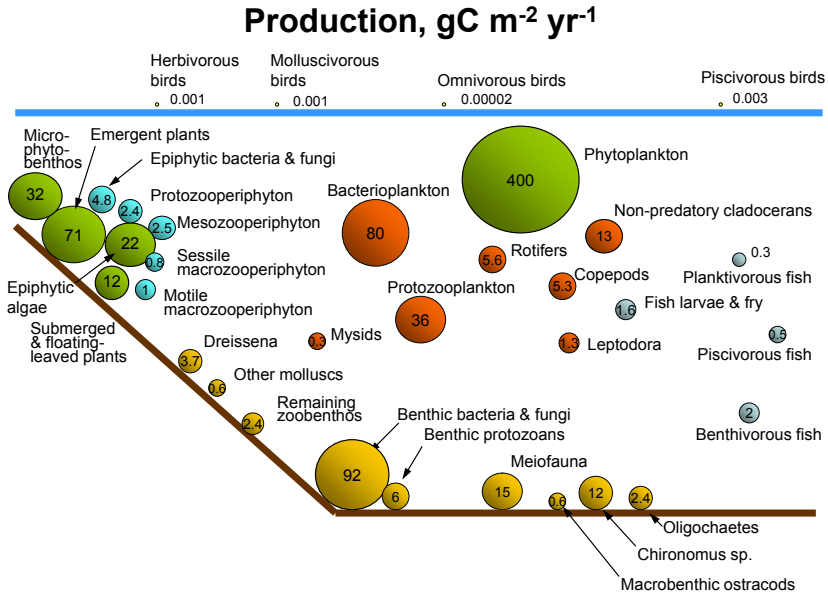 Production, gC m-2 yr-1
Herbivorous
birds
0.001
Molluscivorous
birds
0.001
Omnivorous birds
0.00002
Piscivorous birds
0.003
Micro-
phyto-
benthos
32
Emergent plants
71
Epiphytic bacteria & fungi
4.8
Protozooperiphyton
2.4
Mesozooperiphyton
2.5
22
Sessile
macrozooperiphyton
0.8
Epiphytic
algae
12
Motile
macrozooperiphyton
1
Submerged
& floating-
leaved plants
Bacterioplankton
80
Phytoplankton
400
Non-predatory cladocerans
13
Rotifers
5.6
Copepods
5.3
Protozooplankton
36
Planktivorous fish
0.3
Fish larvae & fry
1.6
Mysids
0.3
Leptodora
1.3
Piscivorous fish
0.5
Dreissena
3.7
Other molluscs
0.6
Remaining
zoobenthos
2.4
Benthivorous fish
2
Benthic bacteria & fungi
92
Benthic protozoans
6
Meiofauna
15
0.6
12
2.4
Oligochaetes
Chironomus sp.
Macrobenthic ostracods